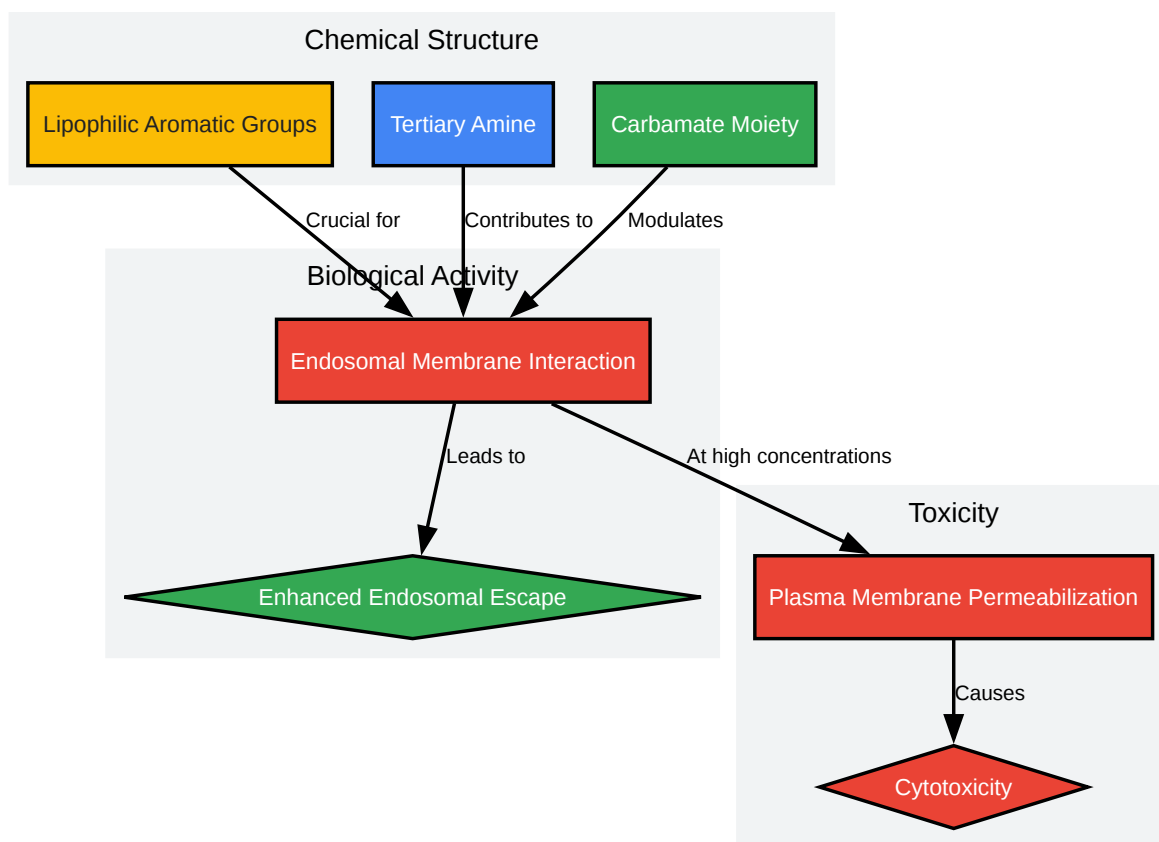 Chemical Structure
Lipophilic Aromatic Groups
Tertiary Amine
Carbamate Moiety
Crucial for
Contributes to
Modulates
Biological Activity
Endosomal Membrane Interaction
Leads to
At high concentrations
Toxicity
Enhanced Endosomal Escape
Plasma Membrane Permeabilization
Causes
Cytotoxicity